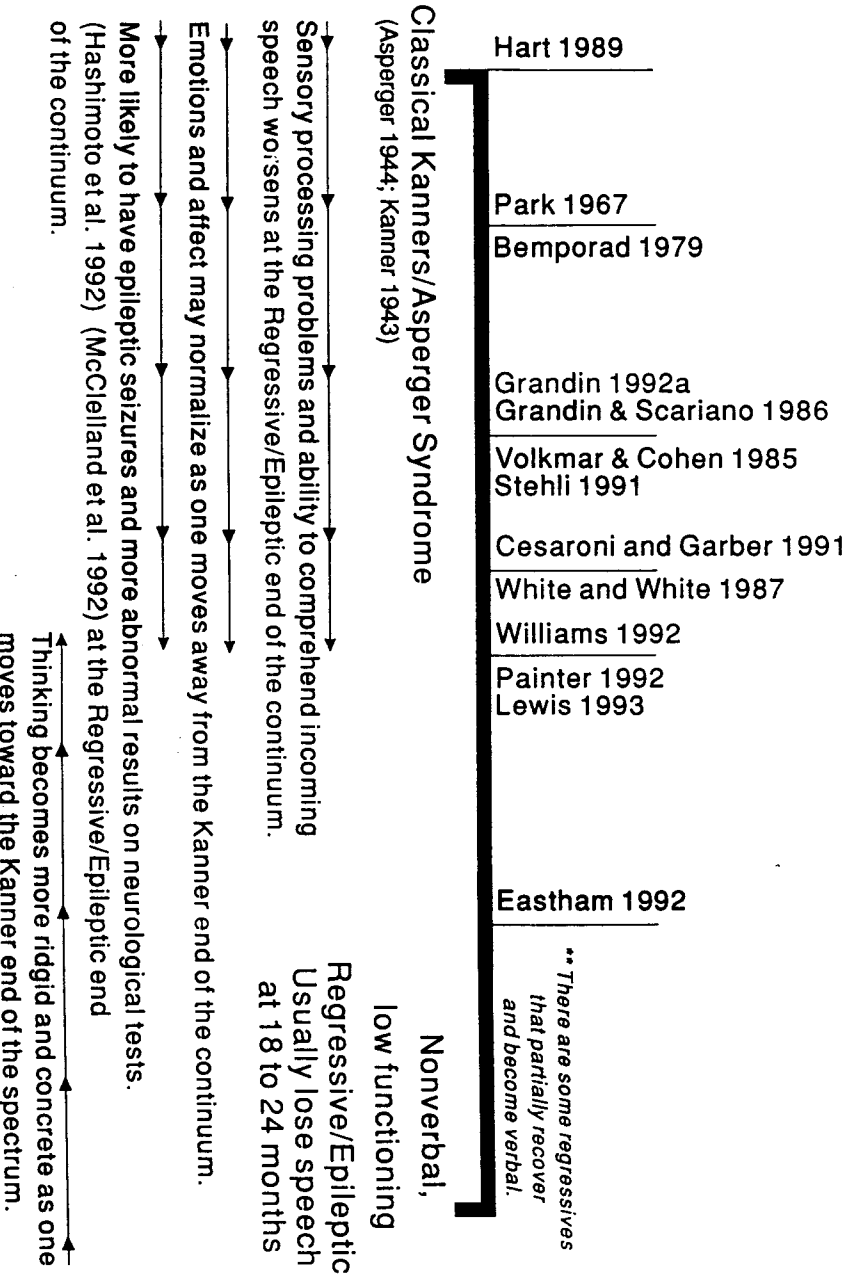 Hart 1989
Park 1967
Bemporad 1979
Grandin 1992a
Grandin & Scariano 1986
Volkmar & Cohen 1985
Stehli 1991
Cesaroni and Garber 1991
White and White 1987
Williams 1992
Painter 1992
Lewis 1993
Eastham 1992
**There are some regressives
that partially recover
and become verbal.
Classical Kanners/Asperger Syndrome
(Asperger 1944; Kanner 1943)
Nonverbal,
low functioning
Regressive/Epileptic
Usually lose speech
at 18 to 24 months
Sensory processing problems and ability to comprehend incoming
speech worsens at the Regressive/Epileptic end of the continuum.
Emotions and affect may normalize as one moves away from the Kanner end of the continuum.
More likely to have epileptic seizures and more abnormal results on neurological tests.
(Hashimoto et al. 1992) (McClelland et al. 1992) at the Regressive/Epileptic end
of the continuum.
Thinking becomes more ridgid and concrete as one
moves toward the Kanner end of the spectrum.